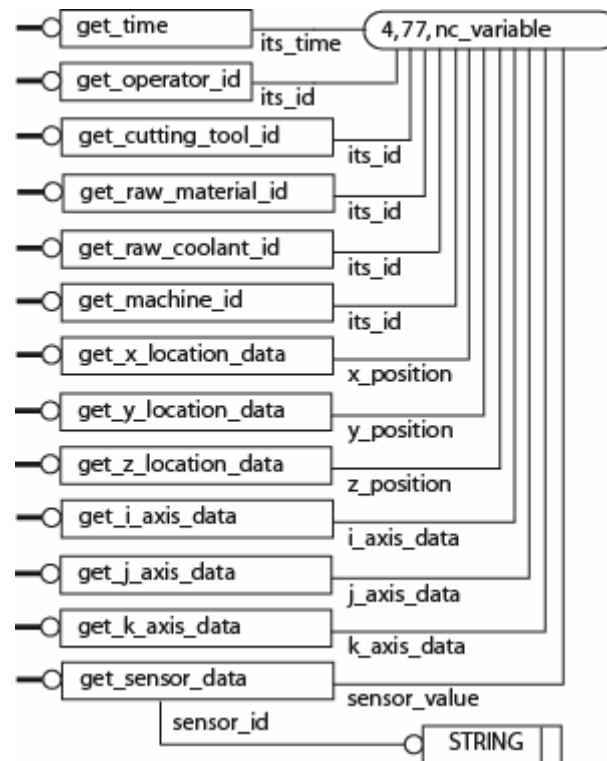 get_time
its_time
4,77,nc_variable
get_operator_id
its_id
get_cutting_tool_id
its_id
get_raw_material_id
its_id
get_raw_coolant_id
its_id
get_machine_id
its_id
get_x_location_data
x_position
get_y_location_data
y_position
get_z_location_data
z_position
get_i_axis_data
i_axis_data
get_j_axis_data
j_axis_data
get_k_axis_data
k_axis_data
get_sensor_data
sensor_value
sensor_id
STRING